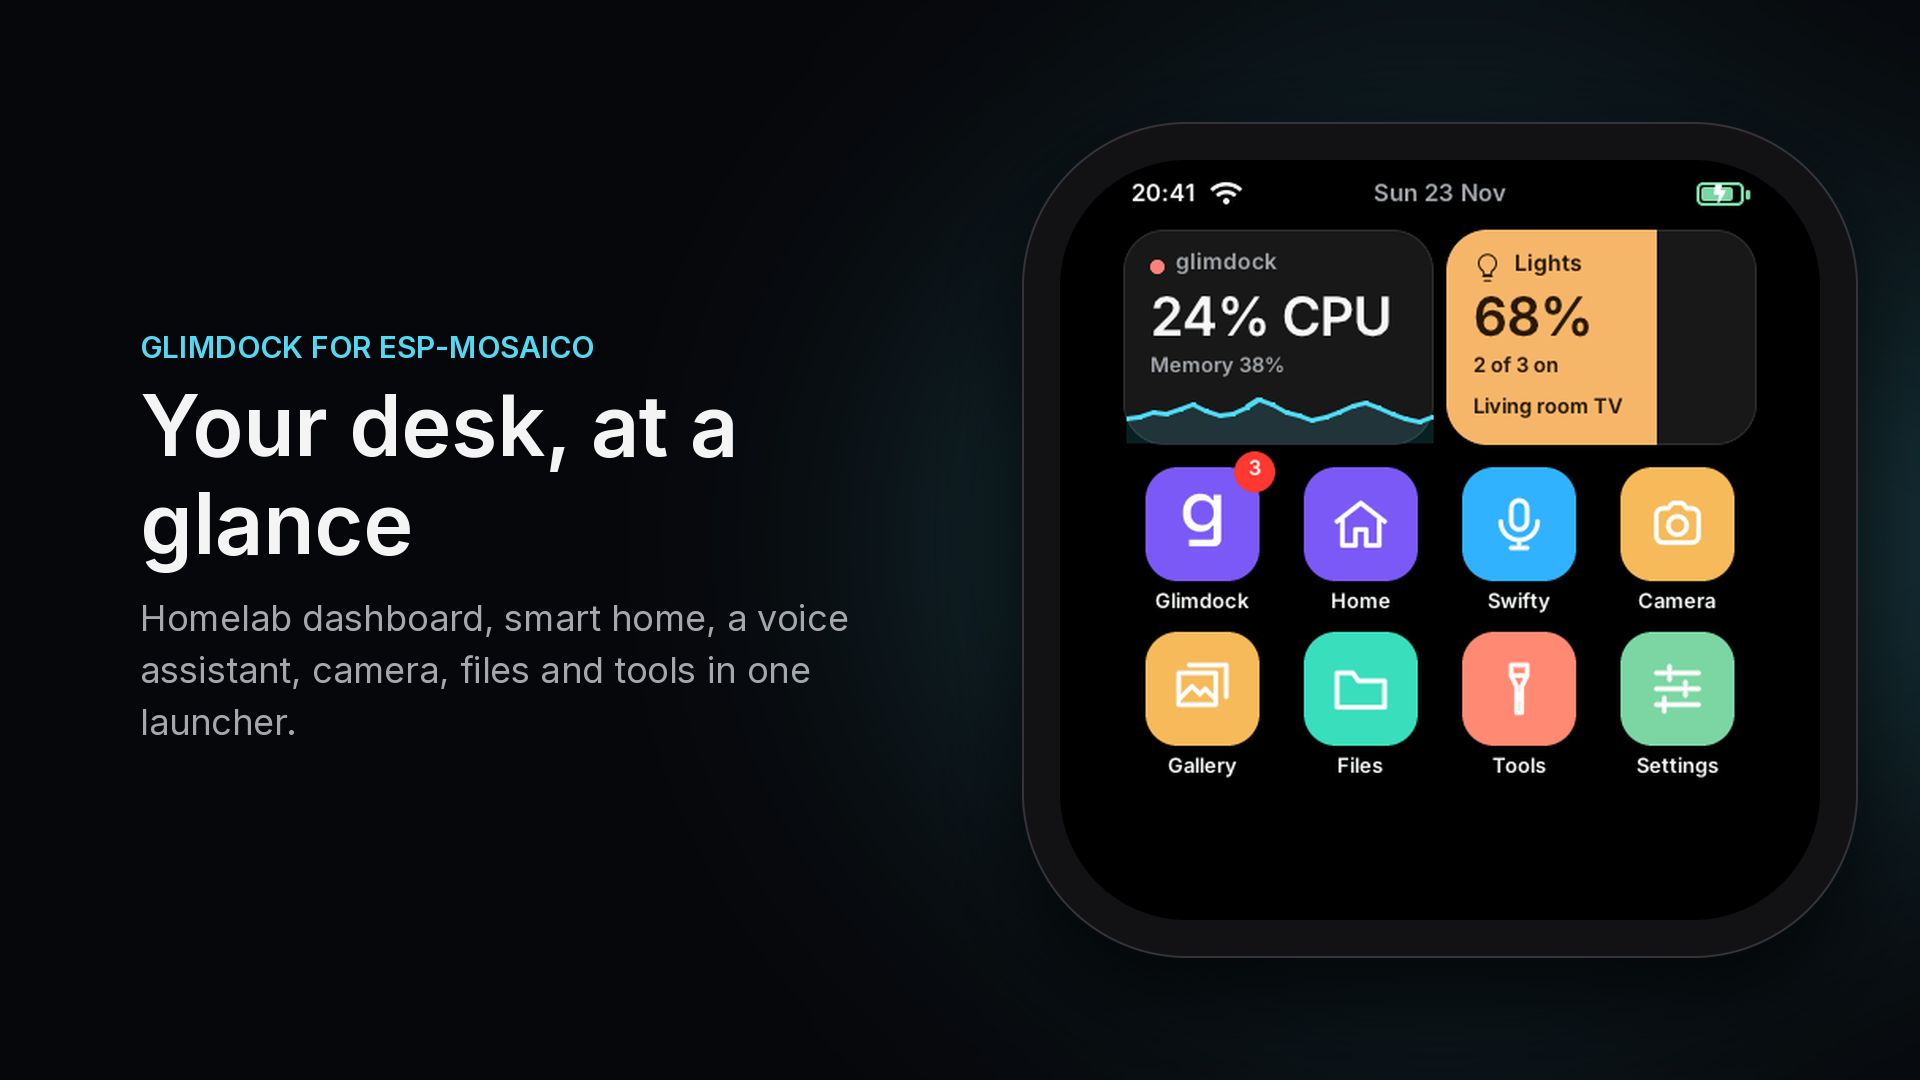 GLIMDOCK FOR ESP-MOSAICO
Your desk, at a
glance
Homelab dashboard, smart home, a voice
assistant, camera, files and tools in one
launcher.
20:41 Sun 23 Nov
glimdock
24% CPU
Memory 38%
Lights
68%
2 of 3 on
Living room TV
g 3
Glimdock Home Swifty Camera
Gallery Files Tools Settings